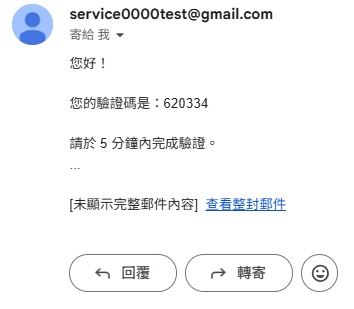 service0000test@gmail.com
寄給 我
您好！
您的驗證碼是：620334
請於 5 分鐘內完成驗證。
...
[未顯示完整郵件內容] 查看整封郵件
回覆
轉寄